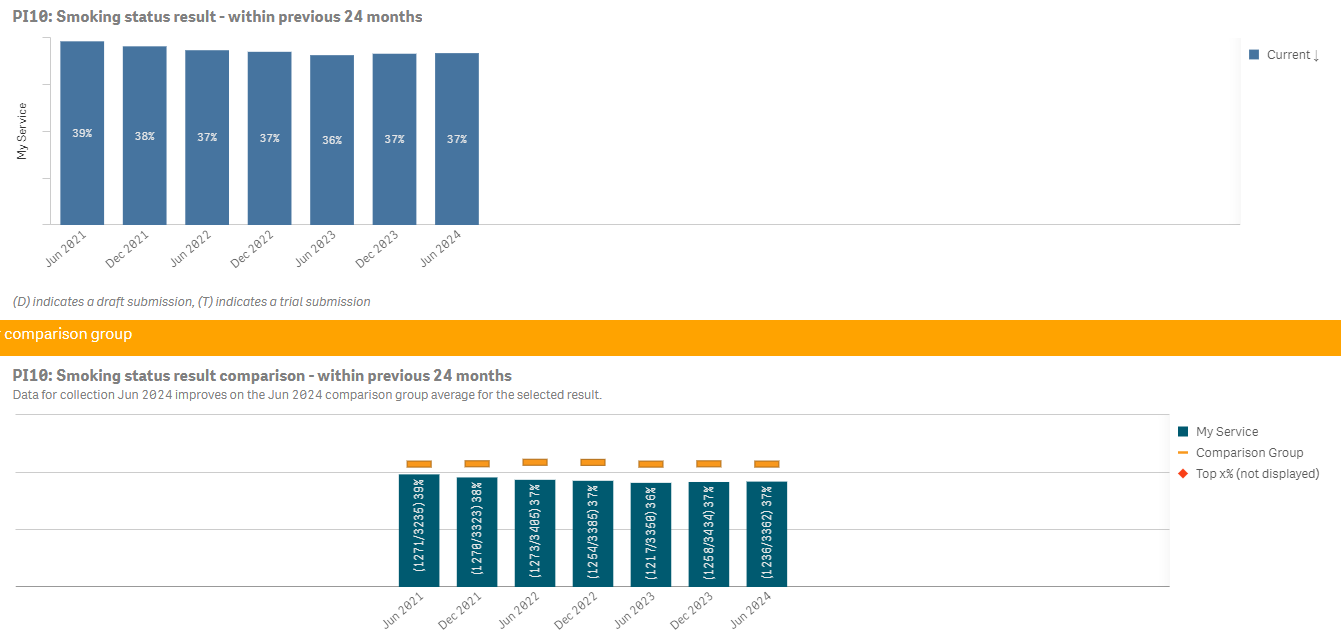 PI10: Smoking status result - within previous 24 months
Current ↓
My Service
39%
38%
37%
37%
36%
37%
37%
Jun 2021
Dec 2021
Jun 2022
Dec 2022
Jun 2023
Dec 2023
Jun 2024
(D) indicates a draft submission, (T) indicates a trial submission
comparison group
PI10: Smoking status result comparison - within previous 24 months
Data for collection Jun 2024 improves on the Jun 2024 comparison group average for the selected result.
My Service
Comparison Group
Top x% (not displayed)
(1271/3235) 39%
(1270/3323) 38%
(1273/3405) 37%
(1254/3385) 37%
(1217/3350) 36%
(1258/3434) 37%
(1236/3362) 37%
Jun 2021
Dec 2021
Jun 2022
Dec 2022
Jun 2023
Dec 2023
Jun 2024